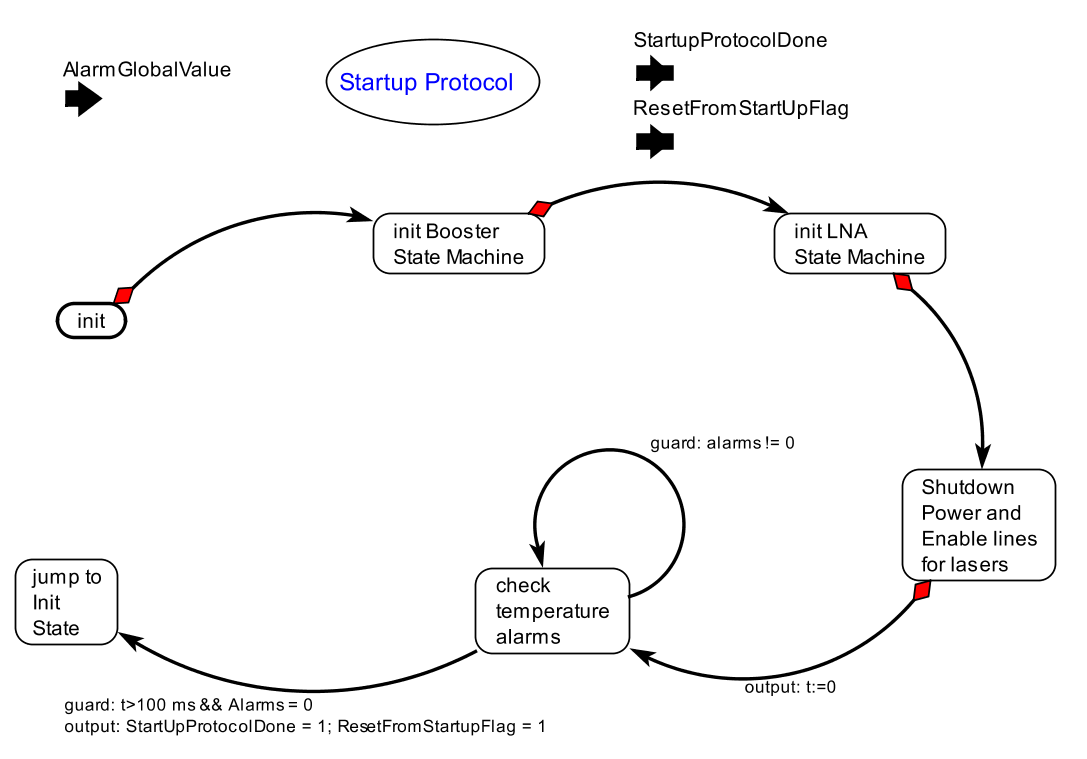 AlarmGlobalValue
Startup Protocol
StartupProtocolDone
ResetFromStartUpFlag
init
init Booster
State Machine
init LNA
State Machine
guard: alarms != 0
Shutdown
Power and
Enable lines
for lasers
check
temperature
alarms
jump to
Init
State
output: t:=0
guard: t>100 ms && Alarms = 0
output: StartUpProtocolDone = 1; ResetFromStartupFlag = 1